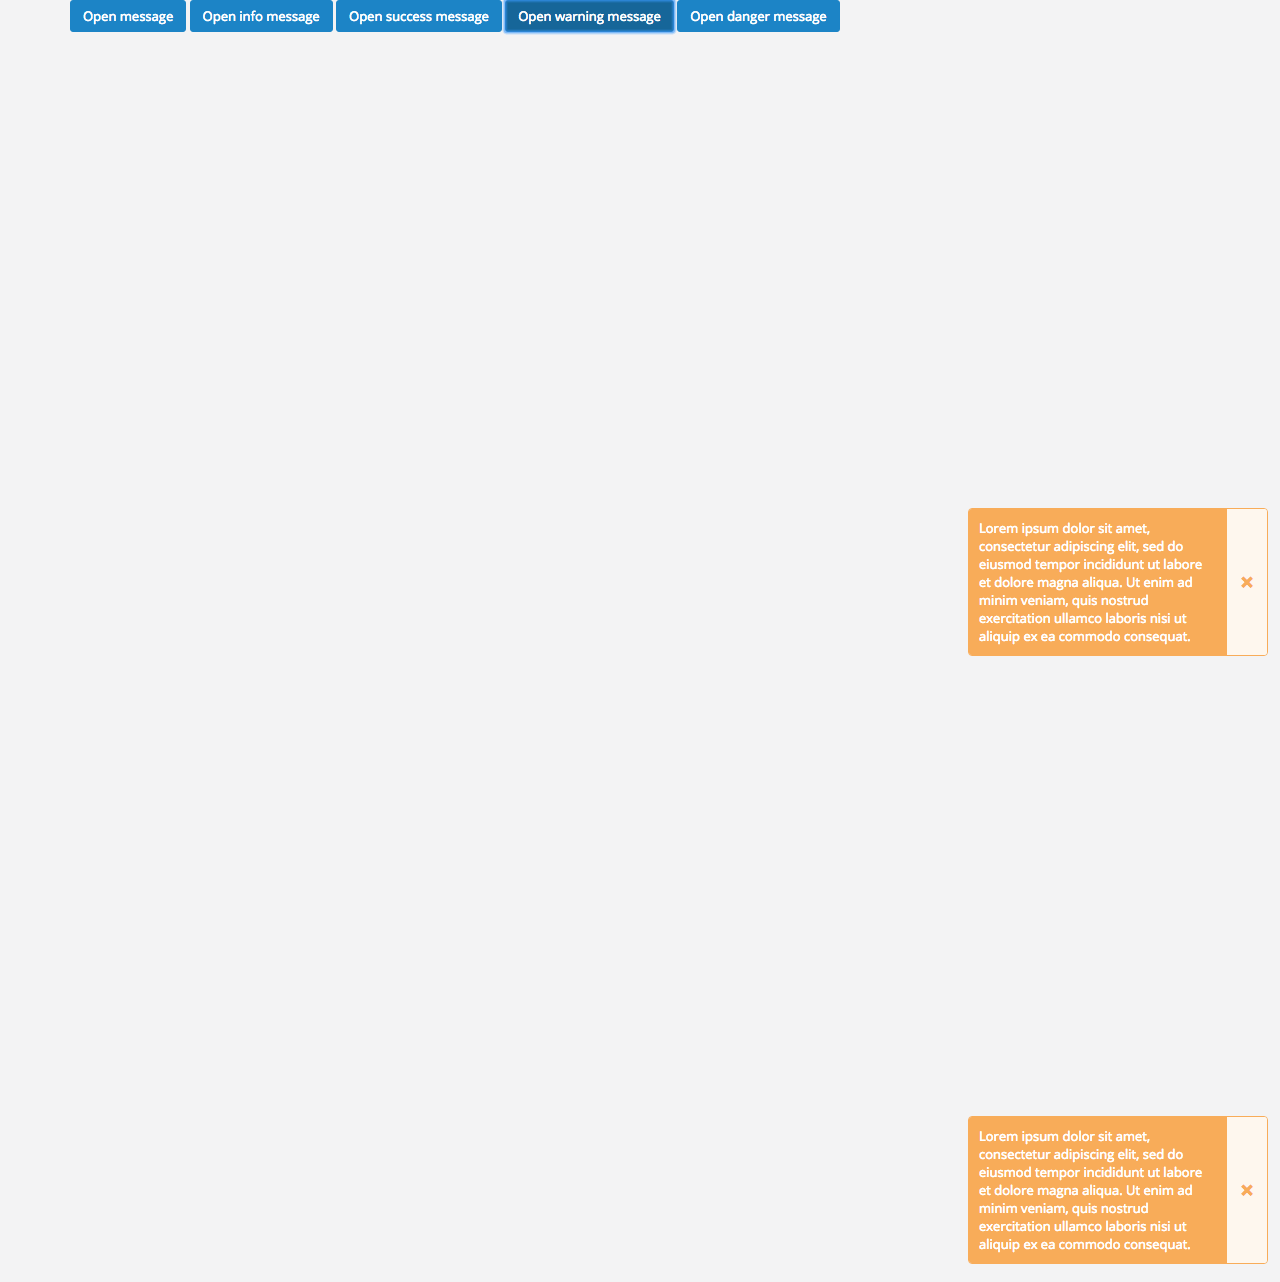 Open message Open info message Open success message Open warning message Open danger message
Lorem ipsum dolor sit amet,
consectetur adipiscing elit, sed do
eiusmod tempor incididunt ut labore
et dolore magna aliqua. Ut enim ad
minim veniam, quis nostrud
exercitation ullamco laboris nisi ut
aliquip ex ea commodo consequat.
Lorem ipsum dolor sit amet,
consectetur adipiscing elit, sed do
eiusmod tempor incididunt ut labore
et dolore magna aliqua. Ut enim ad
minim veniam, quis nostrud
exercitation ullamco laboris nisi ut
aliquip ex ea commodo consequat.